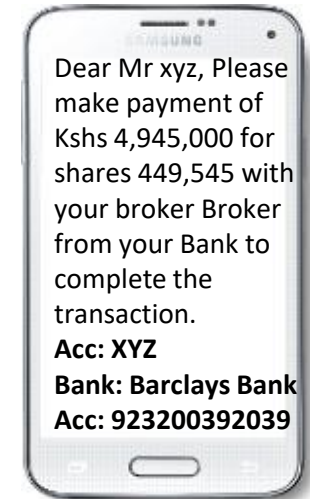 SAMSUNG
Dear Mr xyz, Please
make payment of
Kshs 4,945,000 for
shares 449,545 with
your broker Broker
from your Bank to
complete the
transaction.
Acc: XYZ
Bank: Barclays Bank
Acc: 923200392039